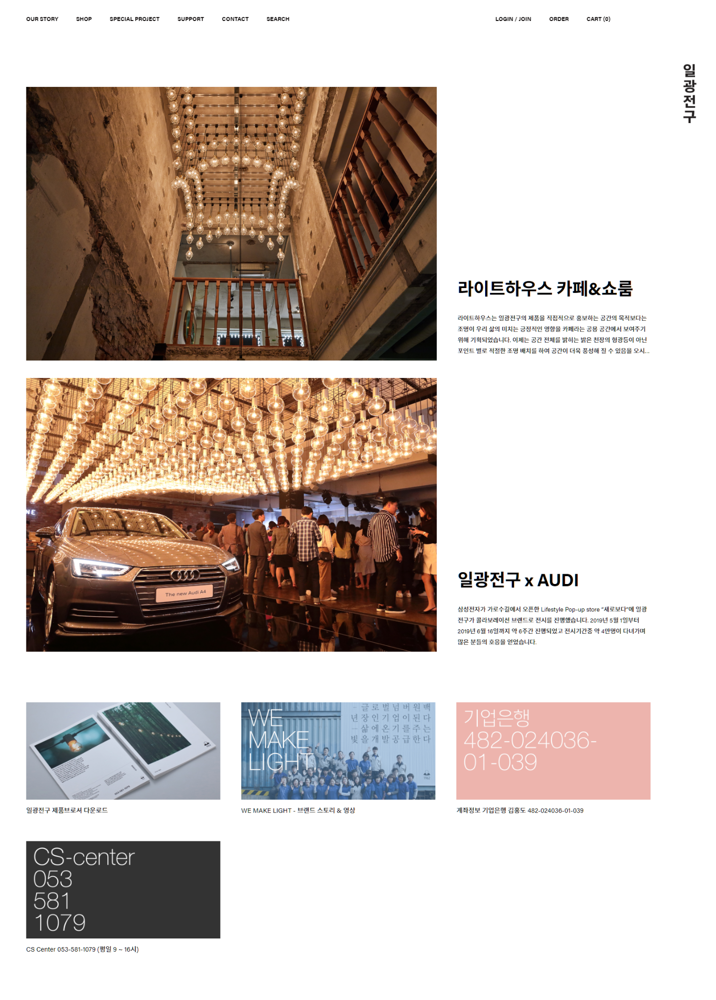 OUR STORY SHOP SPECIAL PROJECT SUPPORT CONTACT SEARCH LOGIN / JOIN ORDER CART (0)
일광전구
라이트하우스 카페&쇼룸
라이트하우스는 일광전구의 제품을 직접적으로 홍보하는 공간의 목적보다는
조명이 우리 삶의 미치는 긍정적인 영향을 카페라는 공용 공간에서 보여주기
위해 기획되었습니다. 이제는 공간 전체를 밝히는 밝은 천장의 형광등이 아닌
포인트 별로 적절한 조명 배치를 하여 공간이 더욱 풍성해 질 수 있음을 오시...
NE
The new Audi A4
일광전구 x AUDI
삼성전자가 가로수길에서 오픈한 Lifestyle Pop-up store “새로보다”에 일광
전구가 콜라보레이션 브랜드로 전시를 진행했습니다. 2019년 5월 1일부터
2019년 6월 16일까지 약 6주간 진행되었고 전시기간중 약 4만명이 다녀가며
많은 분들의 호응을 얻었습니다.
053-581-1079
1962
일광전구 제품브로셔 다운로드
WE
MAKE
LIGHT.
- 글로벌넘버원백
년장인기업이된다
- 삶에온기를주는
빛을개발공급한다
1962
WE MAKE LIGHT - 브랜드 스토리 & 영상
기업은행
482-024036-
01-039
계좌정보 기업은행 김홍도 482-024036-01-039
CS-center
053
581
1079
CS Center 053-581-1079 (평일 9 ~ 16시)